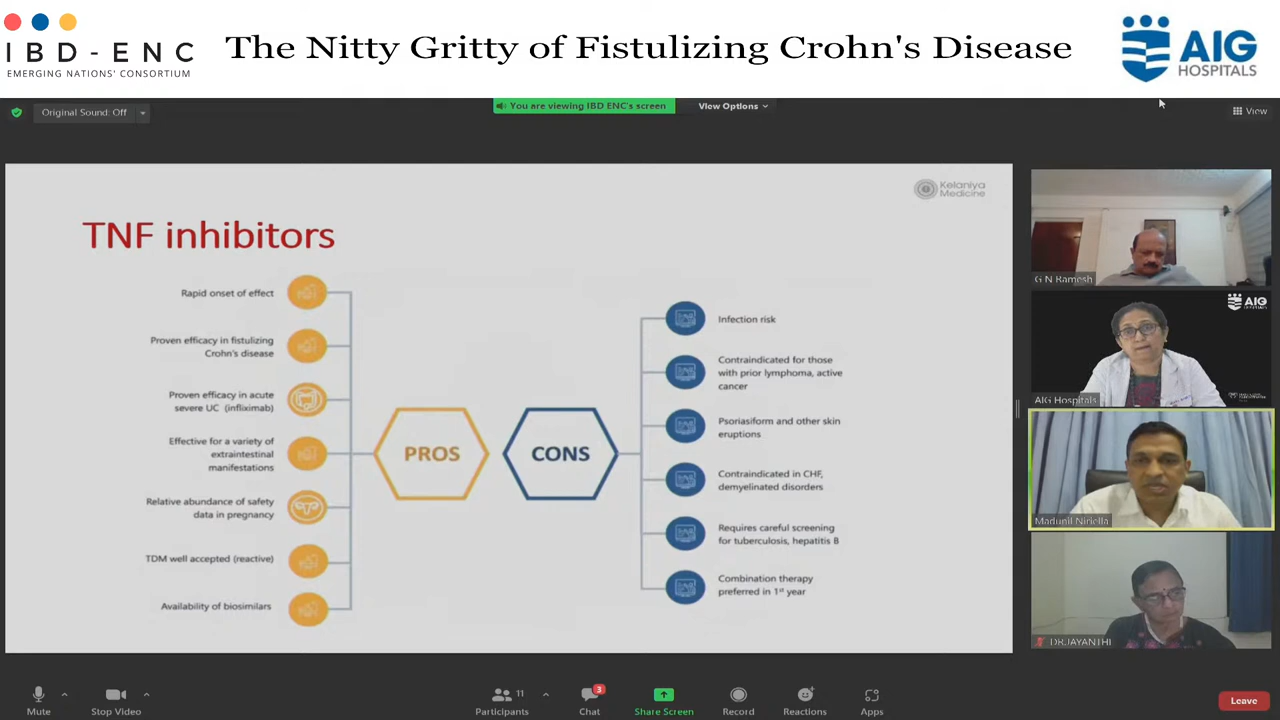 IBD-ENC
EMERGING NATIONS' CONSORTIUM
The Nitty Gritty of Fistulizing Crohn's Disease
AIG
HOSPITALS
Original Sound: Off
You are viewing IBD ENC's screen
View Options
View
Kelaniya
Medicine
TNF inhibitors
Rapid onset of effect
Proven efficacy in fistulizing
Crohn's disease
Proven efficacy in acute
severe UC (infliximab)
Effective for a variety of
extraintestinal
manifestations
Relative abundance of safety
data in pregnancy
TDM well accepted (reactive)
Availability of biosimilars
PROS
CONS
Infection risk
Contraindicated for those
with prior lymphoma, active
cancer
Psoriasiform and other skin
eruptions
Contraindicated in CHF,
demyelinated disorders
Requires careful screening
for tuberculosis, hepatitis B
Combination therapy
preferred in 1st year
G N Ramesh
AIG
AIG Hospitals
Madunil Niriella
DR.JAYANTHI
Mute
Stop Video
11
Participants
3
Chat
Share Screen
Record
Reactions
Apps
Leave